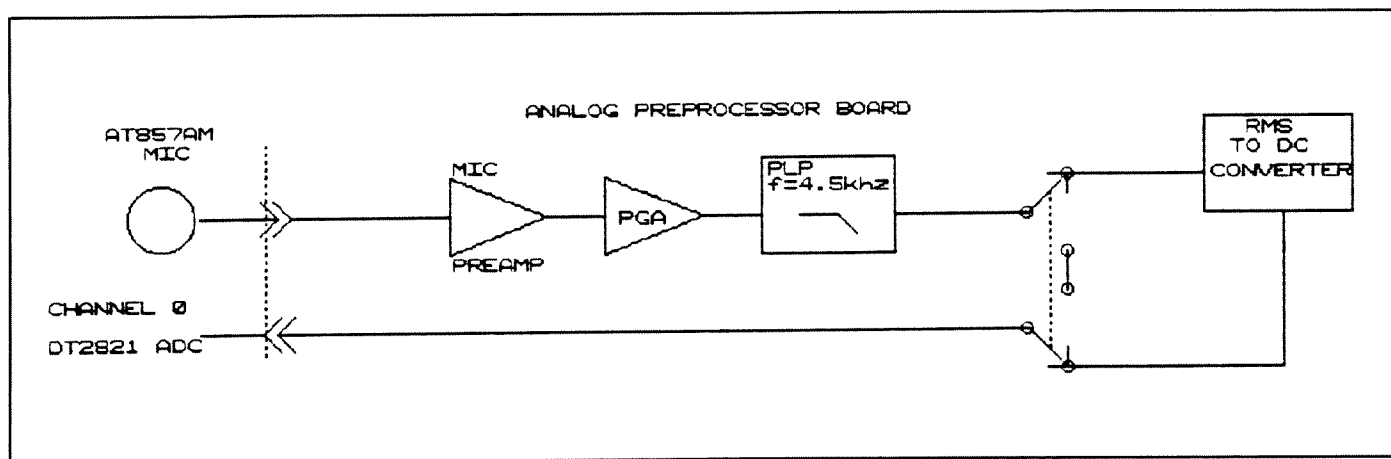 ANALOG PREPROCESSOR BOARD
AT857AM
MIC
MIC
PREAMP
PGA
PLP
f=4.5khz
RMS
TO DC
CONVERTER
CHANNEL 0
DT2821 ADC